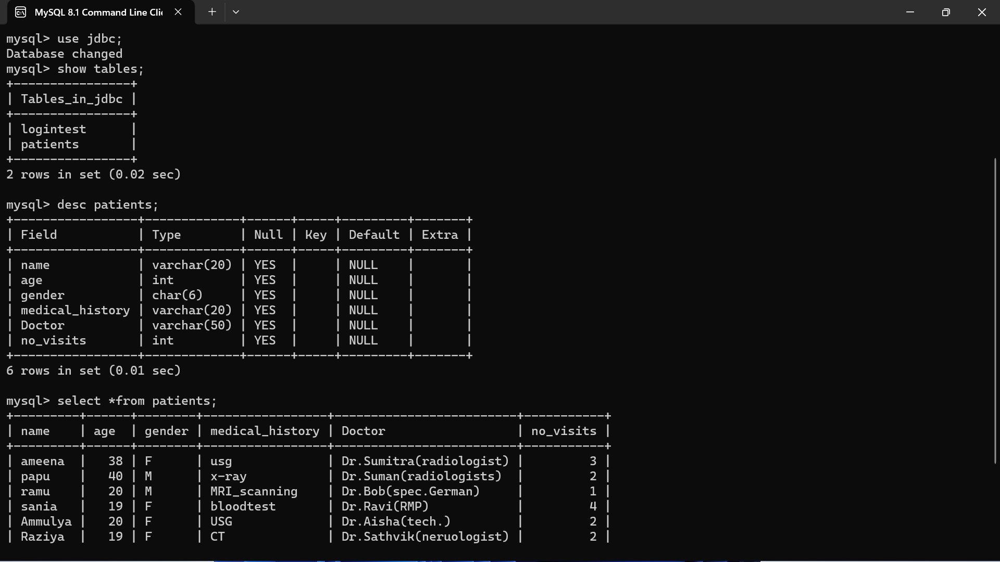 MySQL 8.1 Command Line Cli
mysql> use jdbc;
Database changed
mysql> show tables;
+----------------+
| Tables_in_jdbc |
+----------------+
| logintest      |
| patients       |
+----------------+
2 rows in set (0.02 sec)

mysql> desc patients;
+-----------------+-------------+------+-----+---------+-------+
| Field           | Type        | Null | Key | Default | Extra |
+-----------------+-------------+------+-----+---------+-------+
| name            | varchar(20) | YES  |     | NULL    |       |
| age             | int         | YES  |     | NULL    |       |
| gender          | char(6)     | YES  |     | NULL    |       |
| medical_history | varchar(20) | YES  |     | NULL    |       |
| Doctor          | varchar(50) | YES  |     | NULL    |       |
| no_visits       | int         | YES  |     | NULL    |       |
+-----------------+-------------+------+-----+---------+-------+
6 rows in set (0.01 sec)

mysql> select *from patients;
+---------+------+--------+-----------------+-------------------------+-----------+
| name    | age  | gender | medical_history | Doctor                  | no_visits |
+---------+------+--------+-----------------+-------------------------+-----------+
| ameena  |   38 | F      | usg             | Dr.Sumitra(radiologist) |         3 |
| papu    |   40 | M      | x-ray           | Dr.Suman(radiologists)  |         2 |
| ramu    |   20 | M      | MRI_scanning    | Dr.Bob(spec.German)     |         1 |
| sania   |   19 | F      | bloodtest       | Dr.Ravi(RMP)            |         4 |
| Ammulya |   20 | F      | USG             | Dr.Aisha(tech.)         |         2 |
| Raziya  |   19 | F      | CT              | Dr.Sathvik(neruologist) |         2 |